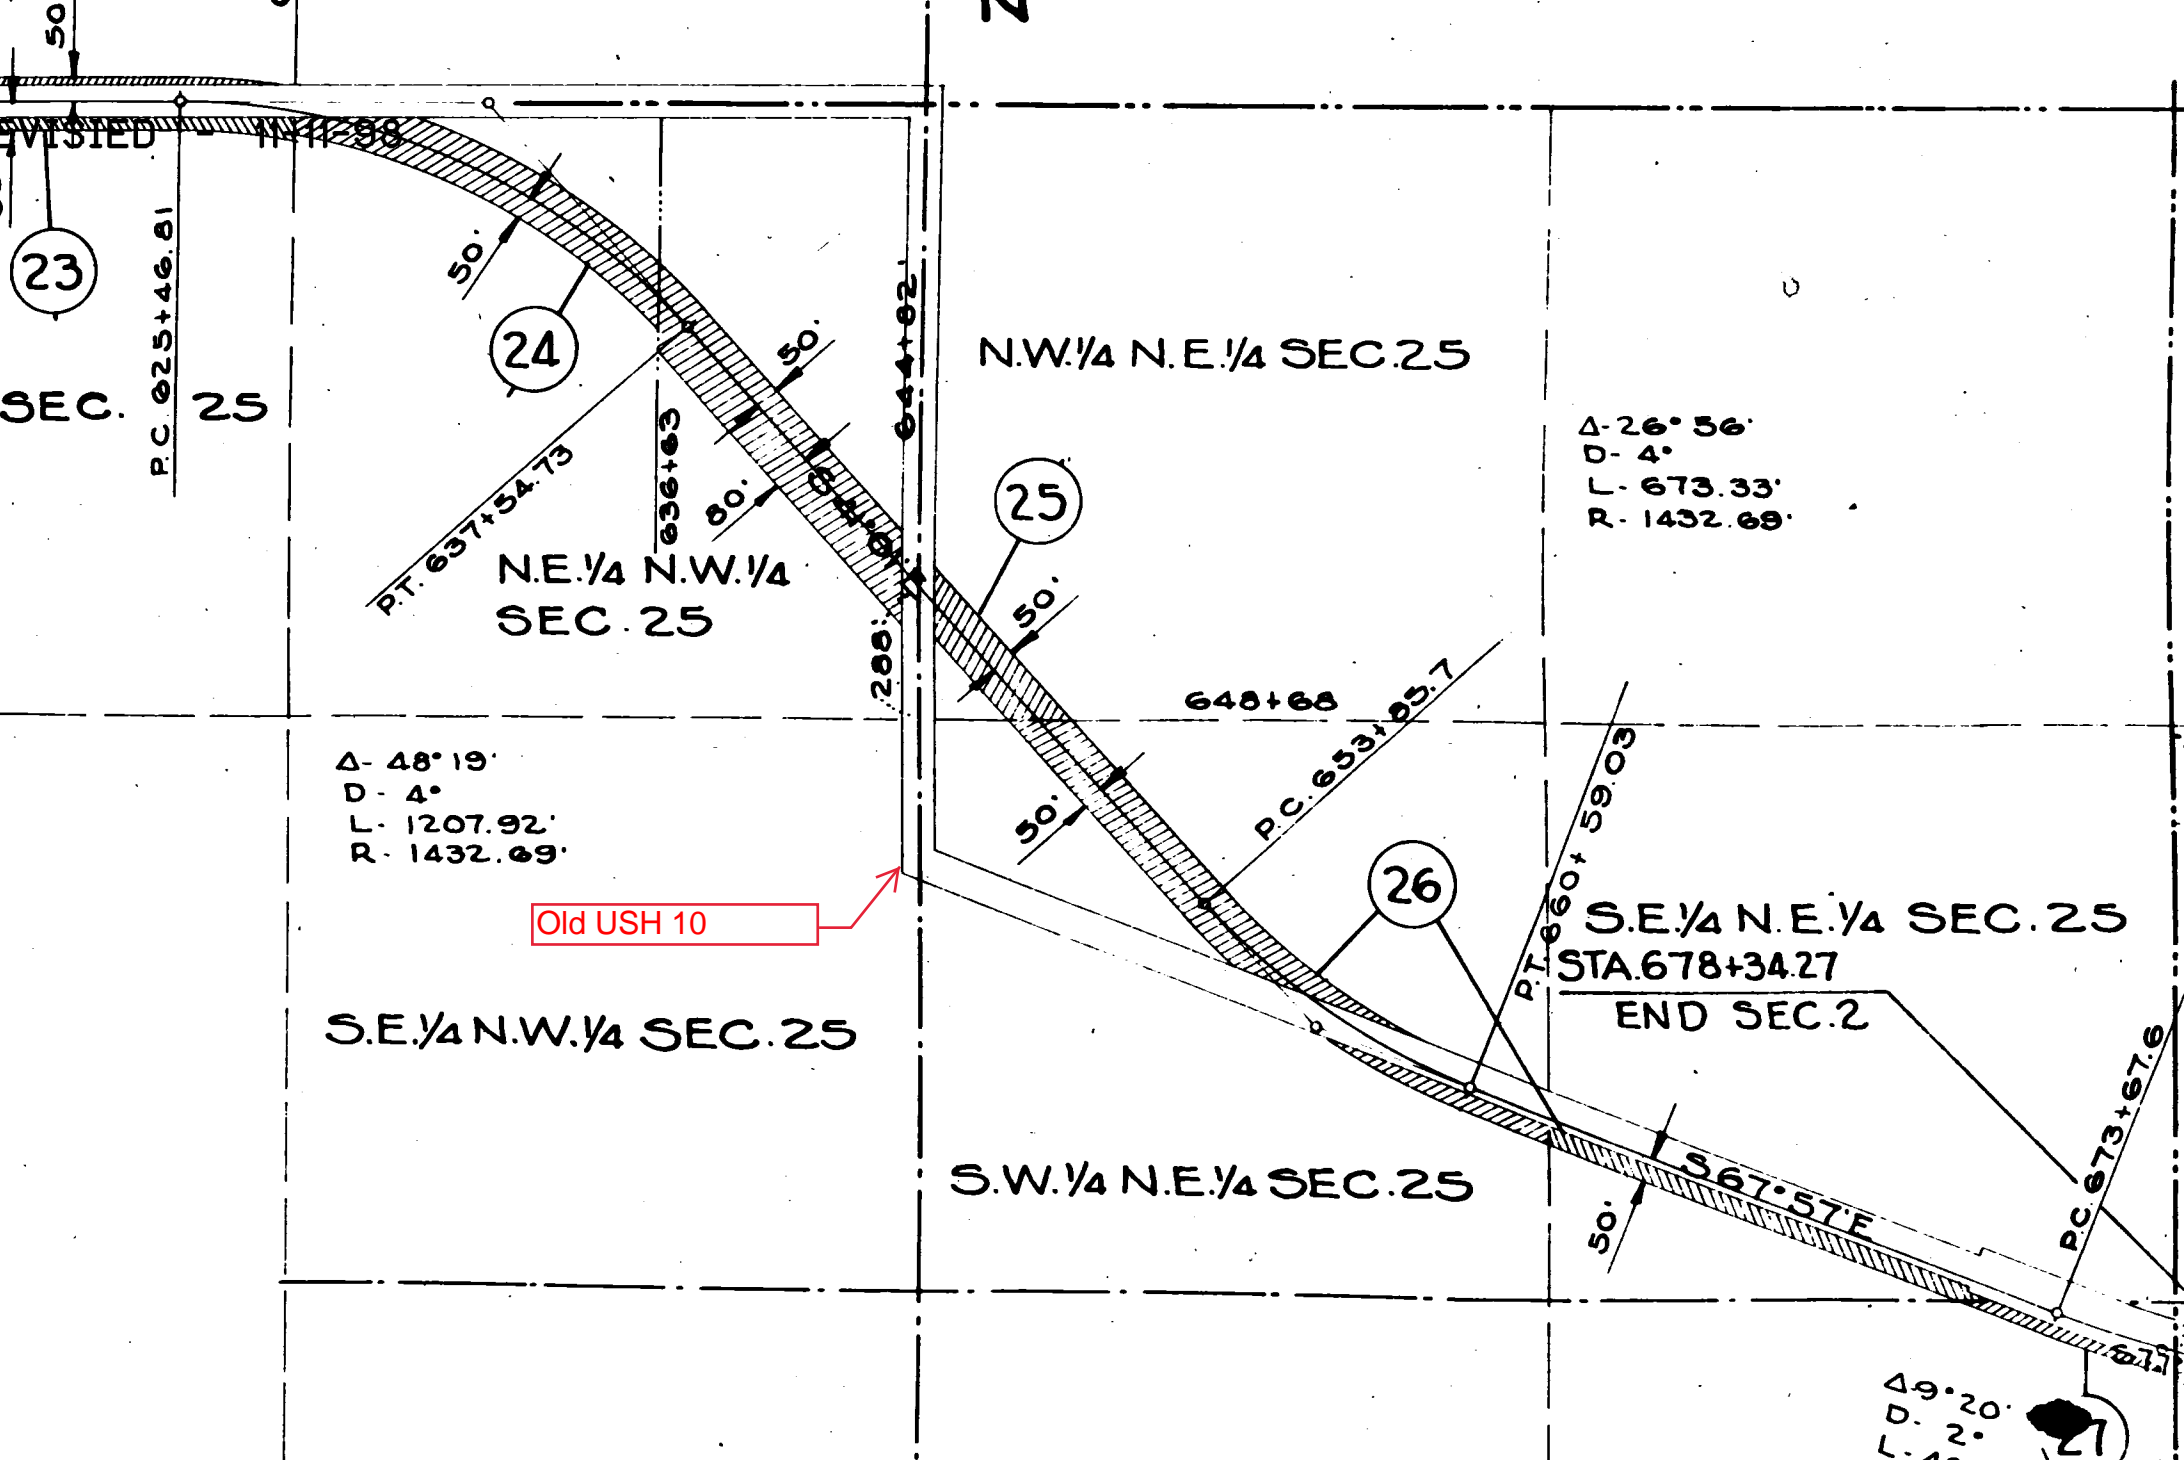 50
REVISIED - 11-11-98
23
P.C. 625+46.81
SEC. 25
50'
24
P.T. 637+54.73
636+63
50'
80'
644+82
288'
N.E.¼ N.W.¼
SEC. 25
N.W.¼ N.E.¼ SEC.25
25
50'
Δ- 26° 56'
D- 4°
L- 673.33'
R- 1432.69'
648+68
P.C. 653+85.7
50'
Δ- 48° 19'
D- 4°
L- 1207.92'
R- 1432.69'
Old USH 10
26
P.T. 660+59.03
S.E.¼ N.E.¼ SEC.25
STA.678+34.27
END SEC.2
S.E.¼ N.W.¼ SEC.25
S.W.¼ N.E.¼ SEC.25
S 67° 57' E
50'
P.C. 673+67.6
Δ 9° 20'
D- 2°
27